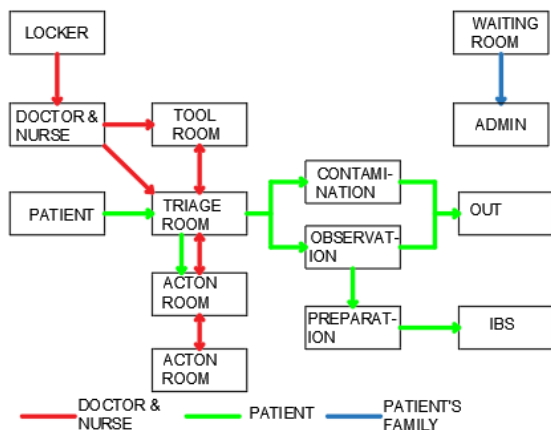 LOCKER
WAITING
ROOM
DOCTOR &
NURSE
TOOL
ROOM
ADMIN
PATIENT
TRIAGE
ROOM
CONTAMI-
NATION
OBSERVAT-
ION
OUT
ACTON
ROOM
PREPARAT-
ION
IBS
ACTON
ROOM
DOCTOR &
NURSE
PATIENT
PATIENT'S
FAMILY